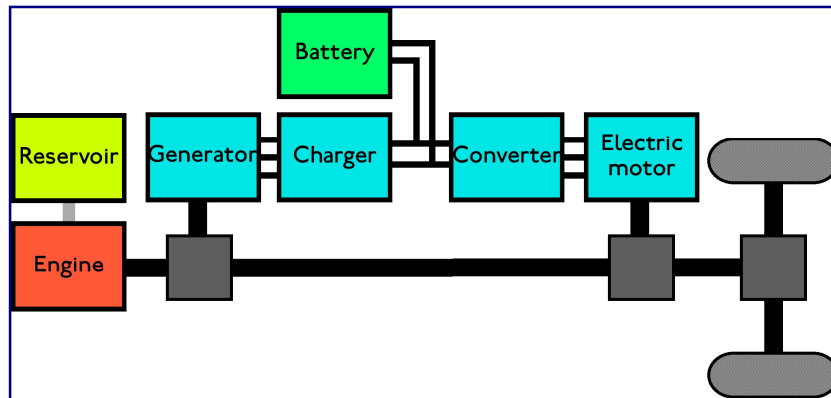 Battery
Reservoir
Generator
Charger
Converter
Electric
motor
Engine